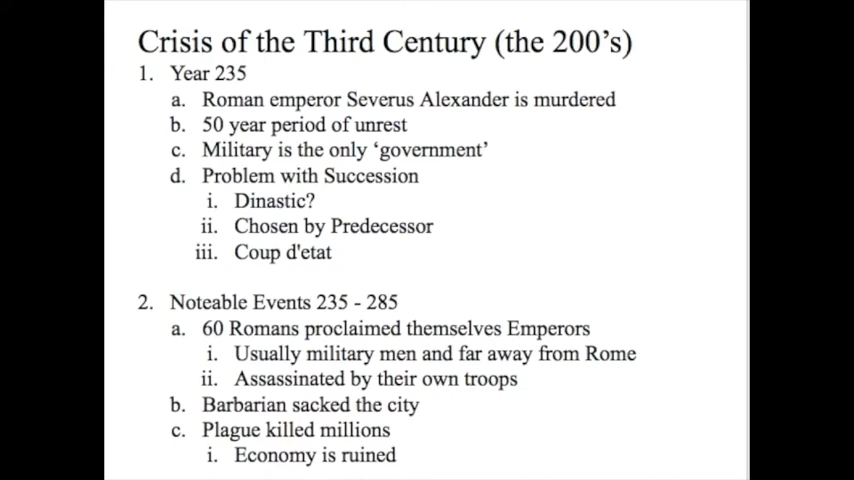 Crisis of the Third Century (the 200's)
1. Year 235
a. Roman emperor Severus Alexander is murdered
b. 50 year period of unrest
c. Military is the only ‘government’
d. Problem with Succession
i. Dinastic?
ii. Chosen by Predecessor
iii. Coup d'etat
2. Noteable Events 235 - 285
a. 60 Romans proclaimed themselves Emperors
i. Usually military men and far away from Rome
ii. Assassinated by their own troops
b. Barbarian sacked the city
c. Plague killed millions
i. Economy is ruined